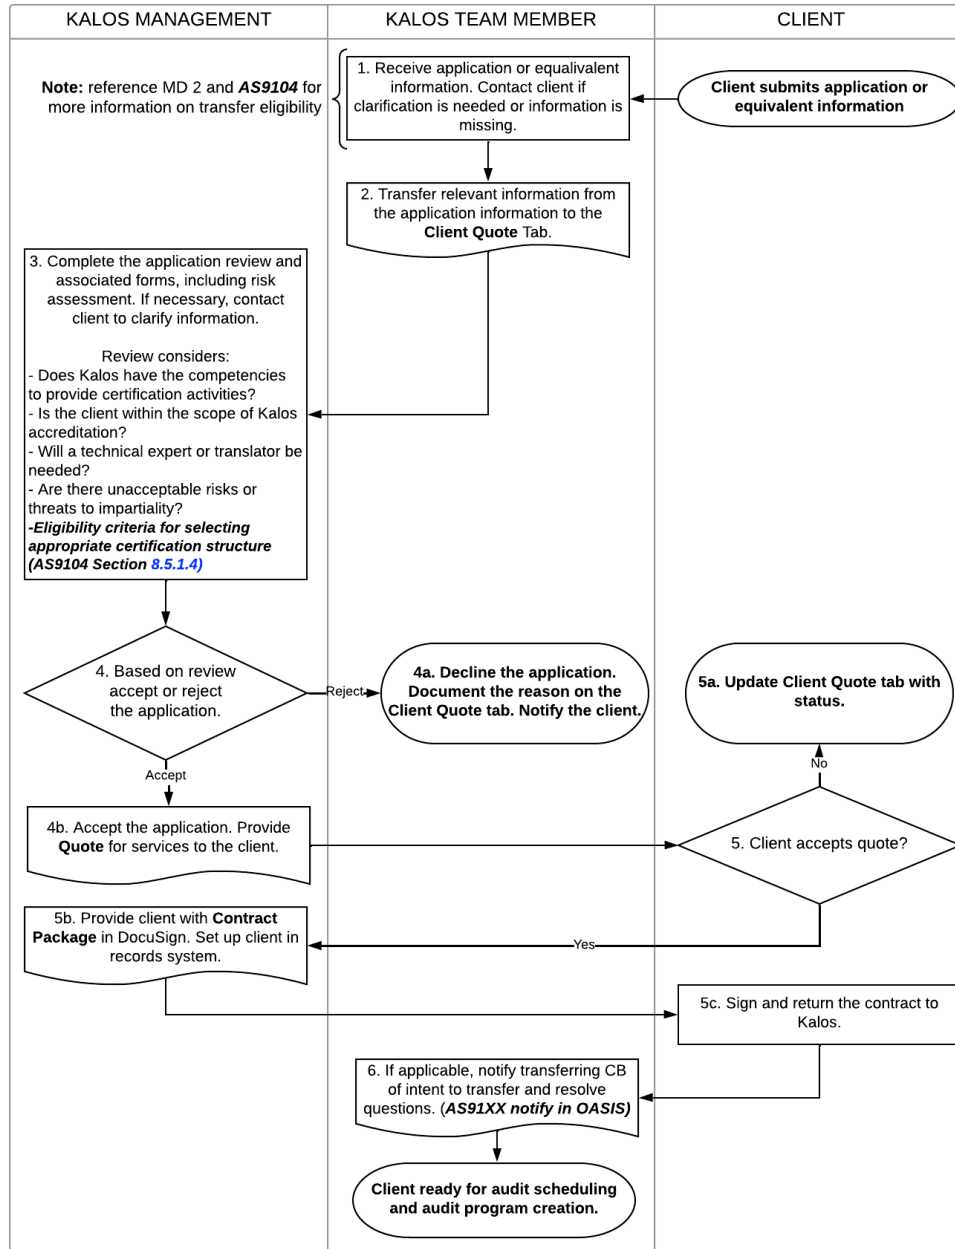 KALOS MANAGEMENT
KALOS TEAM MEMBER
CLIENT
Note: reference MD 2 and AS9104 for
more information on transfer eligibility
1. Receive application or equalivalent
information. Contact client if
clarification is needed or information is
missing.
Client submits application or
equivalent information
2. Transfer relevant information from
the application information to the
Client Quote Tab.
3. Complete the application review and
associated forms, including risk
assessment. If necessary, contact
client to clarify information.
Review considers:
- Does Kalos have the competencies
to provide certification activities?
- Is the client within the scope of Kalos
accreditation?
- Will a technical expert or translator be
needed?
- Are there unacceptable risks or
threats to impartiality?
-Eligibility criteria for selecting
appropriate certification structure
(AS9104 Section 8.5.1.4)
4. Based on review
accept or reject
the application.
Reject
4a. Decline the application.
Document the reason on the
Client Quote tab. Notify the client.
5a. Update Client Quote tab with
status.
No
Accept
4b. Accept the application. Provide
Quote for services to the client.
5. Client accepts quote?
5b. Provide client with Contract
Package in DocuSign. Set up client in
records system.
Yes
5c. Sign and return the contract to
Kalos.
6. If applicable, notify transferring CB
of intent to transfer and resolve
questions. (AS91XX notify in OASIS)
Client ready for audit scheduling
and audit program creation.